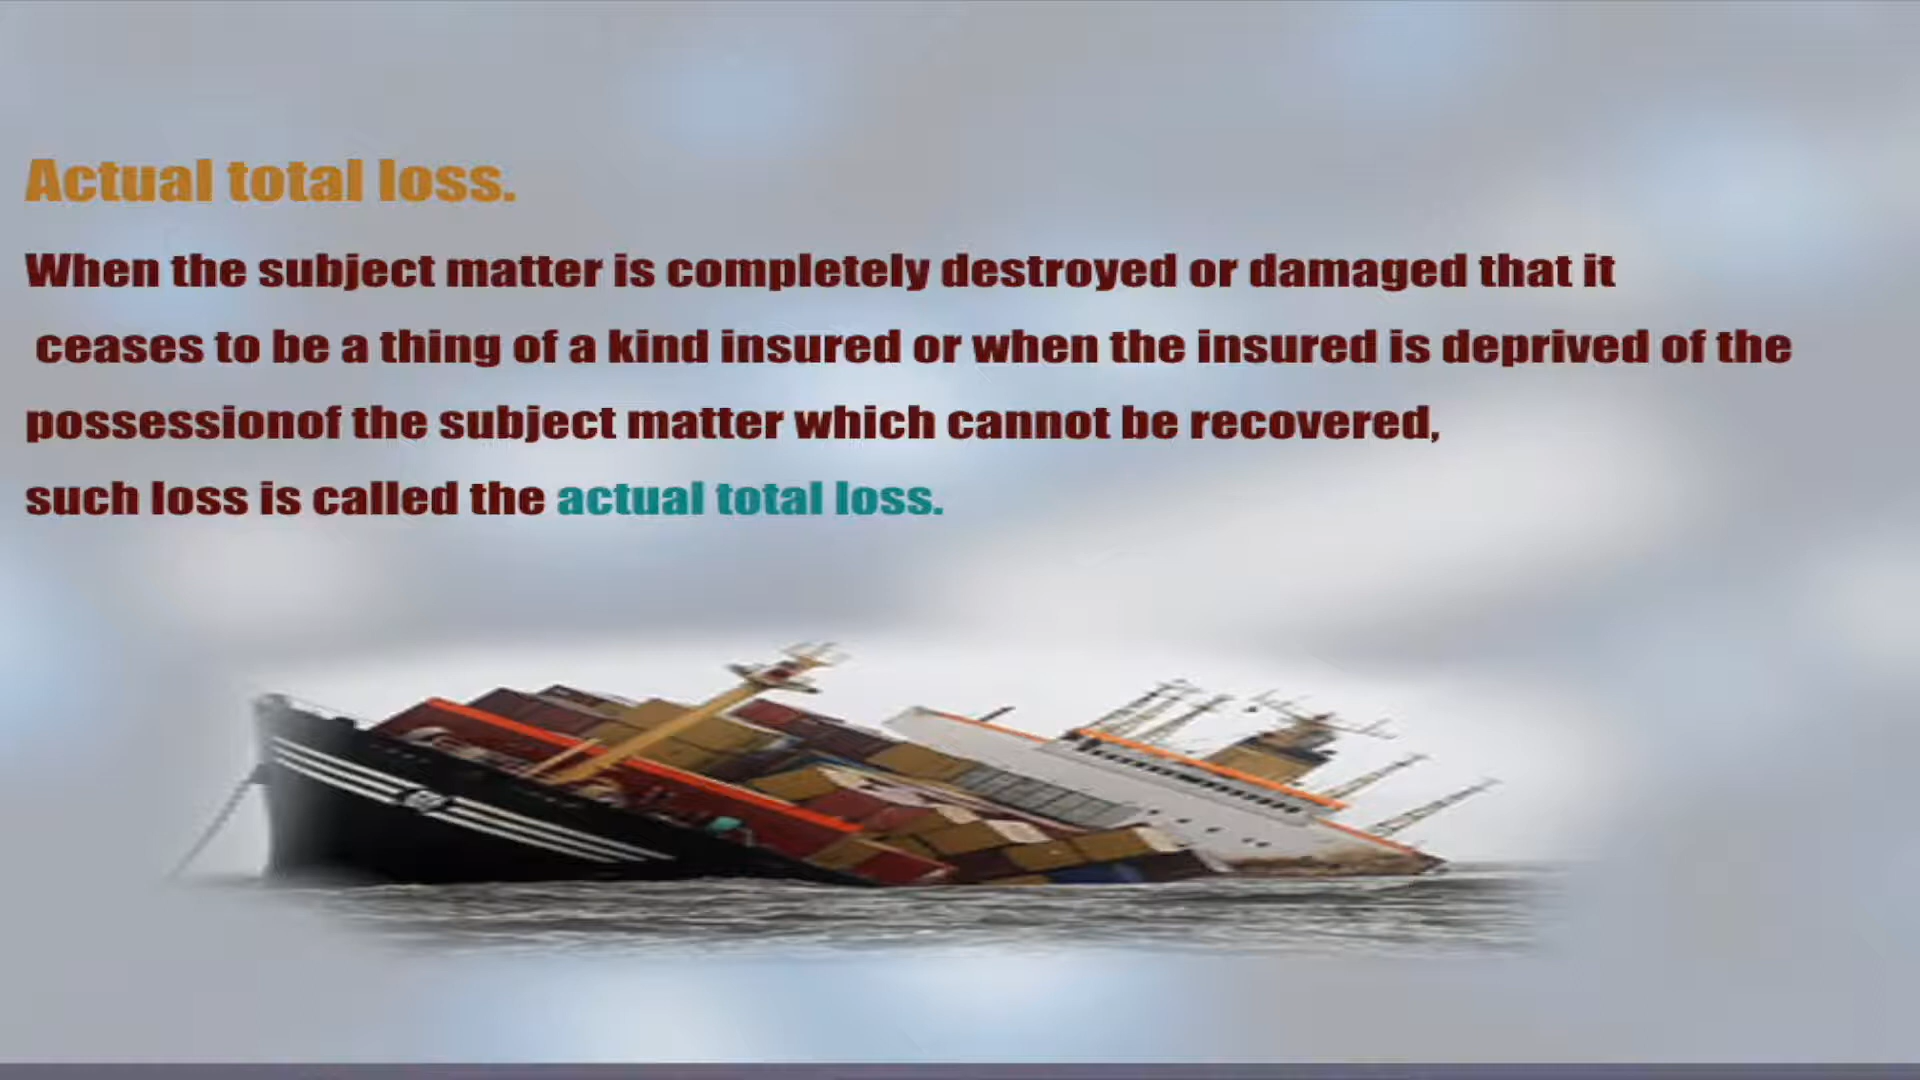 Actual total loss.
When the subject matter is completely destroyed or damaged that it
ceases to be a thing of a kind insured or when the insured is deprived of the
possessionof the subject matter which cannot be recovered,
such loss is called the actual total loss.